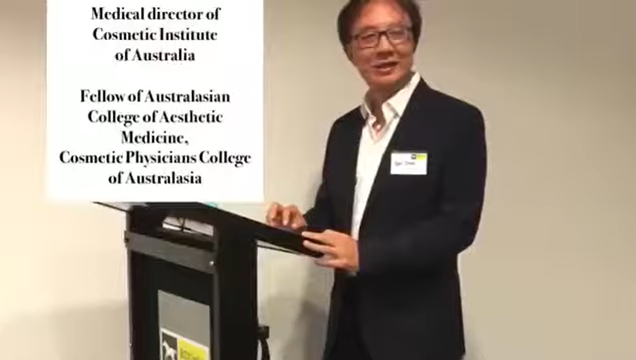 Medical director of
Cosmetic Institute
of Australia
Fellow of Australasian
College of Aesthetic
Medicine,
Cosmetic Physicians College
of Australasia